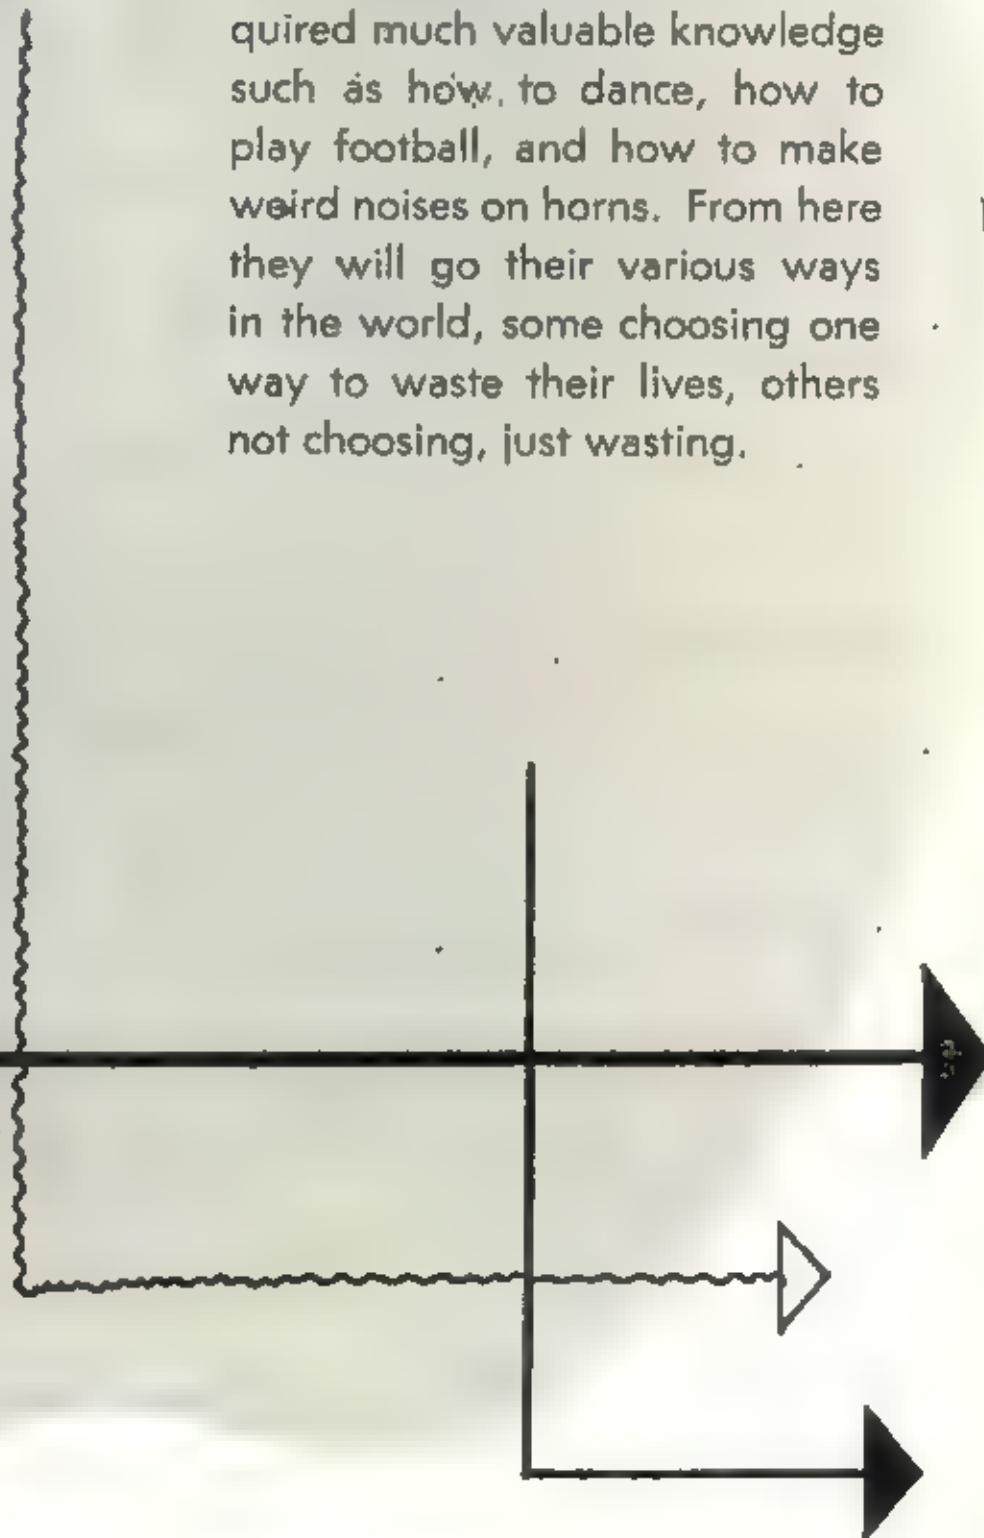 quired much valuable knowledge
such as how to dance, how to
play football, and how to make
weird noises on horns. From here
they will go their various ways
in the world, some choosing one
way to waste their lives, others
not choosing, just wasting.